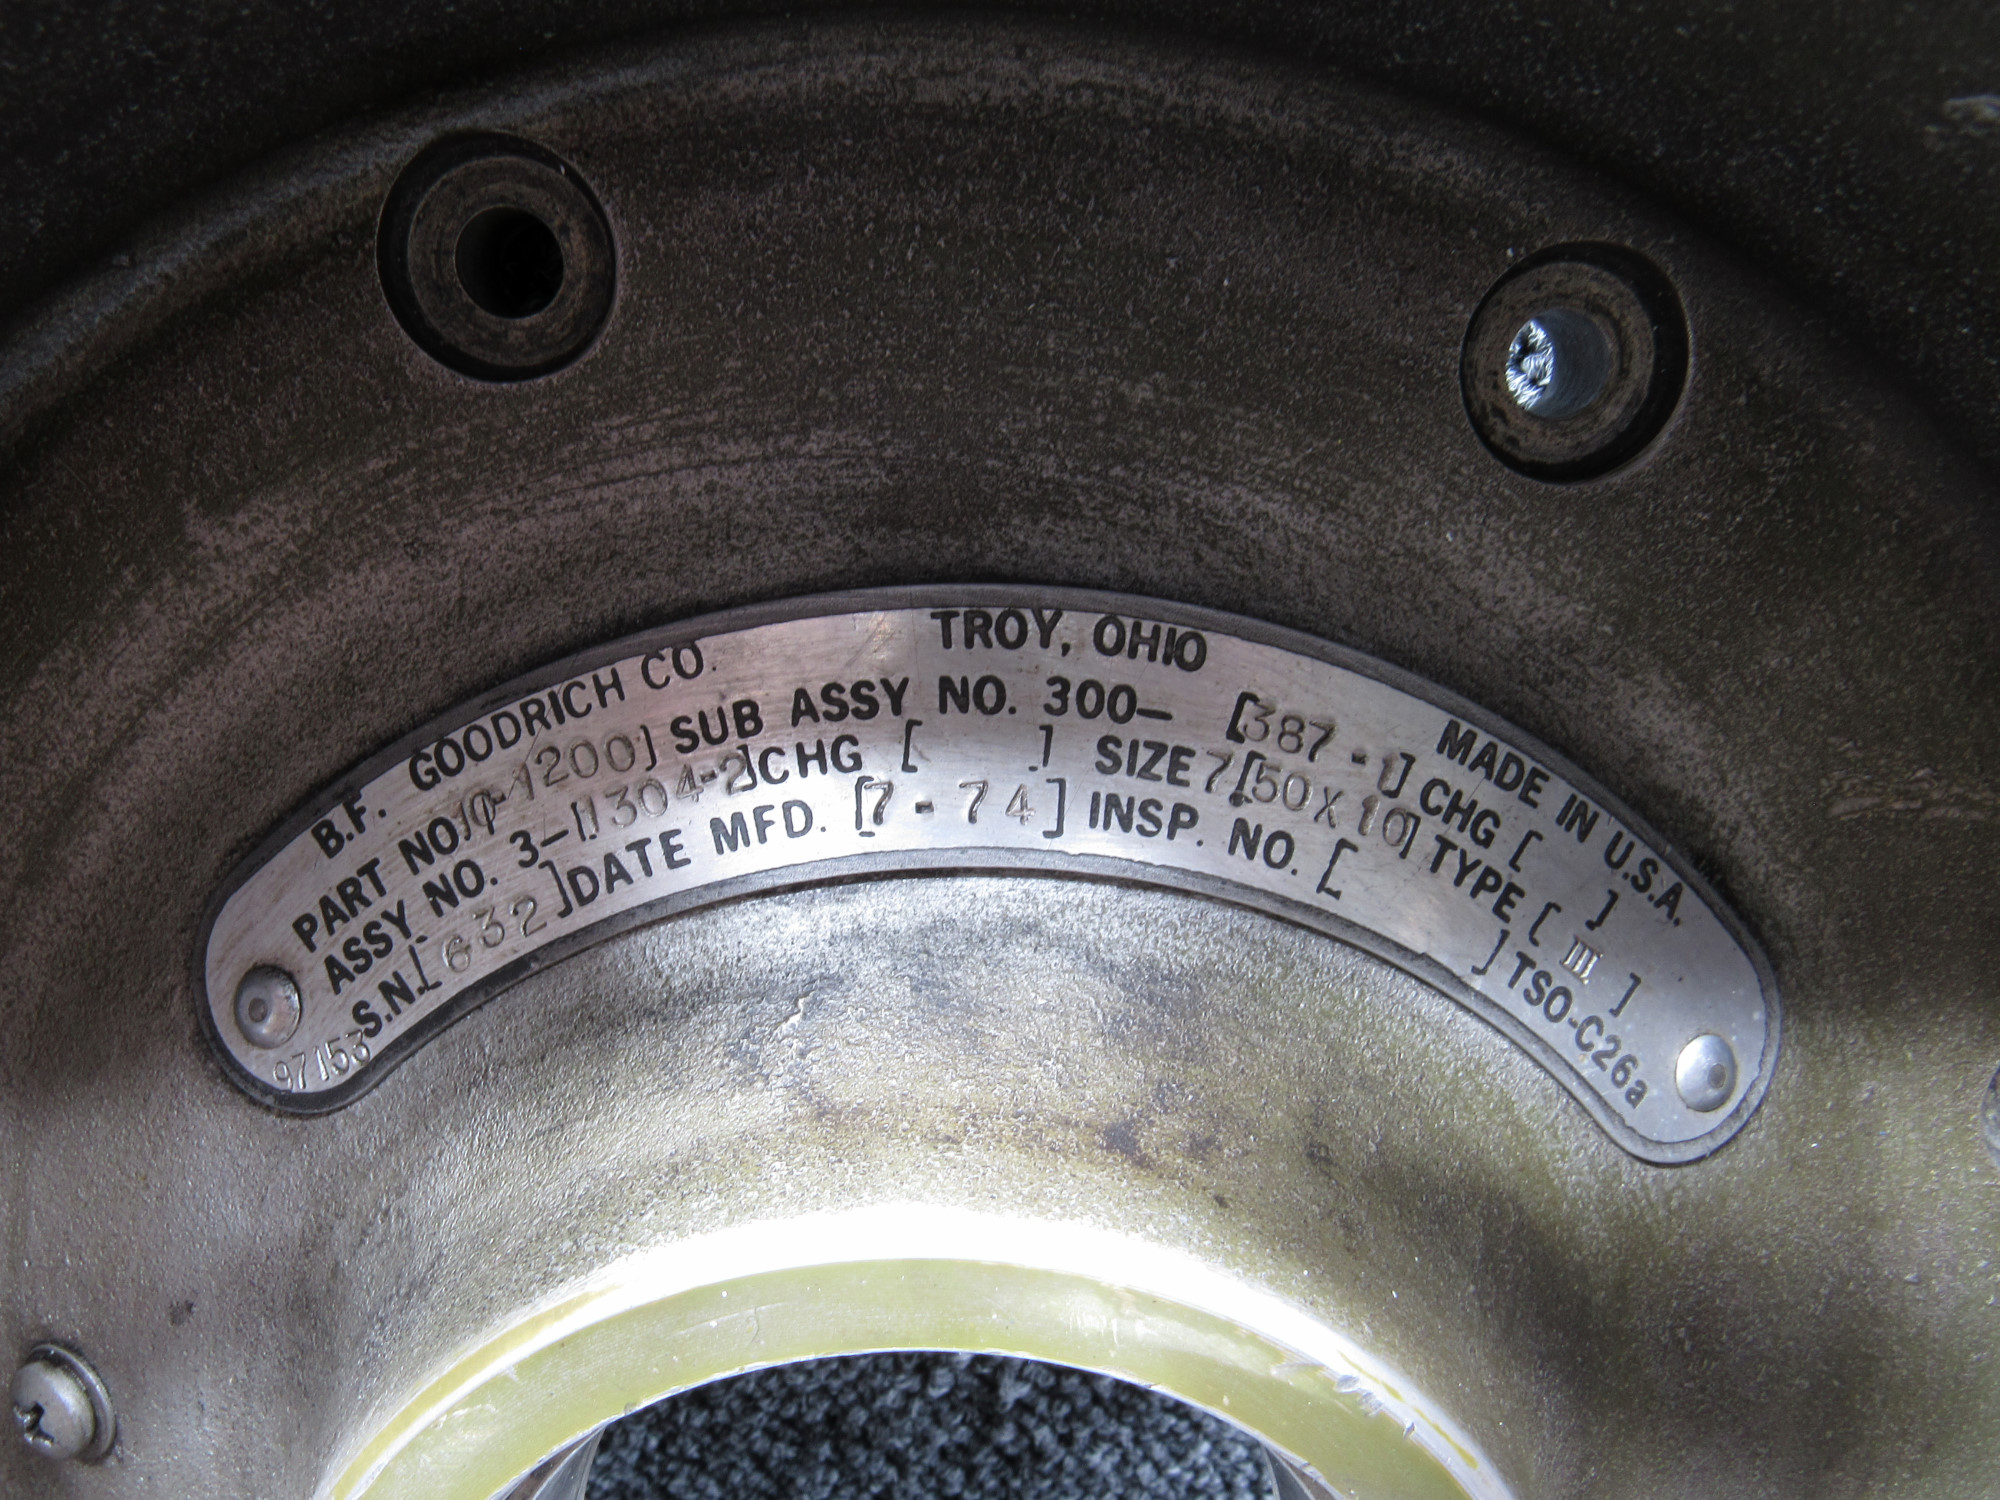 B.F. GOODRICH CO. TROY, OHIO MADE IN U.S.A.
PART NO. 10-1200] SUB ASSY NO. 300– [387-1] CHG [ ]
ASSY NO. 3–1304-2] CHG [ ] SIZE 7[50X10] TYPE [ III ]
S.N.[ 632 ] DATE MFD. [7-74] INSP. NO. [ ] TSO-C26a
97153